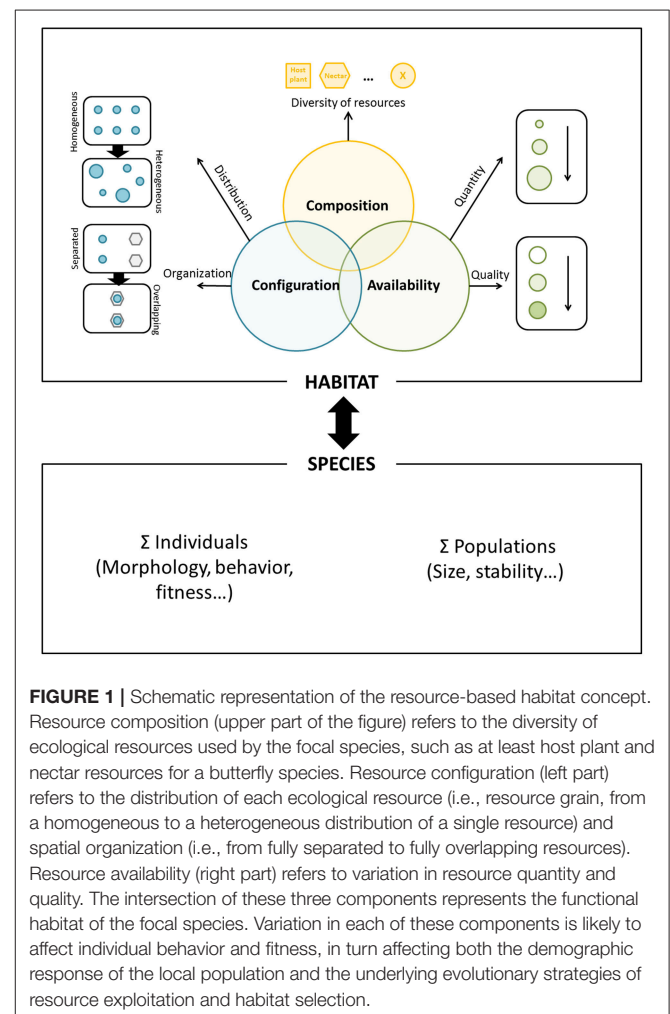 Host
plant
Nectar
...
X
Diversity of resources
Homogeneous
Heterogeneous
Distribution
Composition
Quantity
Separated
Overlapping
Organization
Configuration
Availability
Quality
HABITAT
SPECIES
Σ Individuals
(Morphology, behavior,
fitness...)
Σ Populations
(Size, stability...)
FIGURE 1 | Schematic representation of the resource-based habitat concept.
Resource composition (upper part of the figure) refers to the diversity of
ecological resources used by the focal species, such as at least host plant and
nectar resources for a butterfly species. Resource configuration (left part)
refers to the distribution of each ecological resource (i.e., resource grain, from
a homogeneous to a heterogeneous distribution of a single resource) and
spatial organization (i.e., from fully separated to fully overlapping resources).
Resource availability (right part) refers to variation in resource quantity and
quality. The intersection of these three components represents the functional
habitat of the focal species. Variation in each of these components is likely to
affect individual behavior and fitness, in turn affecting both the demographic
response of the local population and the underlying evolutionary strategies of
resource exploitation and habitat selection.